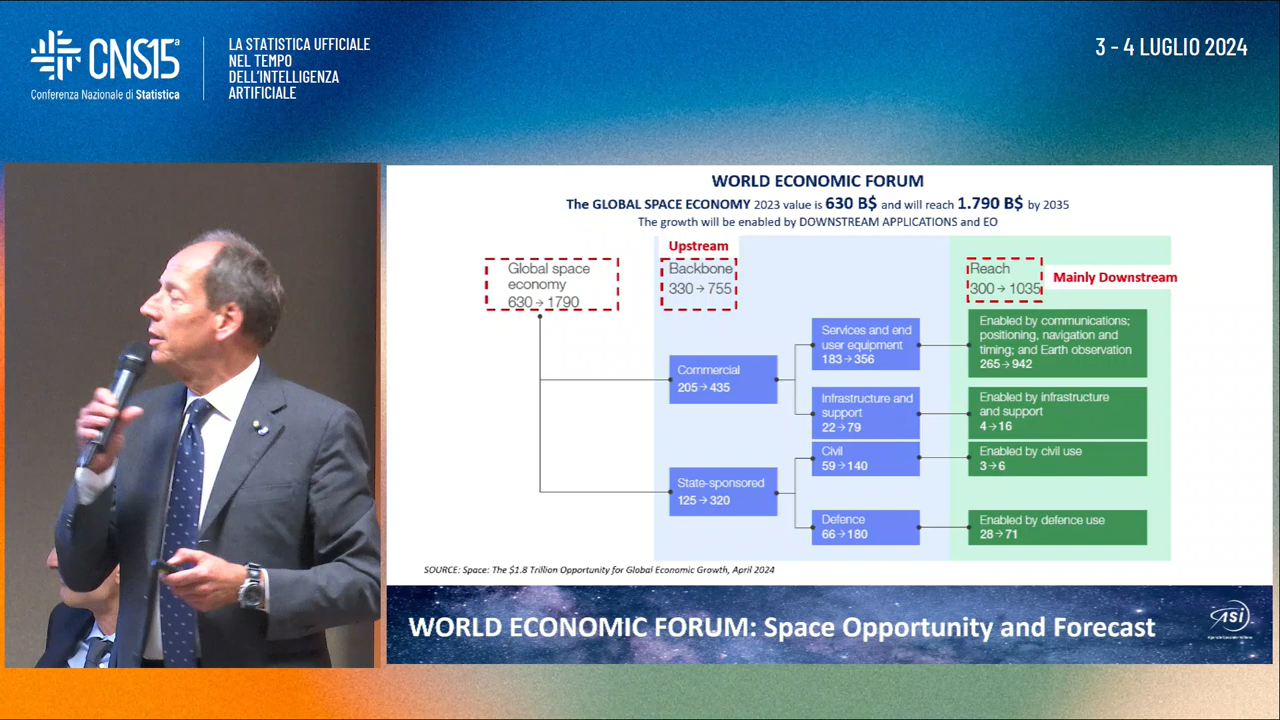 CNS15ª
Conferenza Nazionale di Statistica
LA STATISTICA UFFICIALE
NEL TEMPO
DELL'INTELLIGENZA
ARTIFICIALE
3 - 4 LUGLIO 2024
WORLD ECONOMIC FORUM
The GLOBAL SPACE ECONOMY 2023 value is 630 B$ and will reach 1.790 B$ by 2035
The growth will be enabled by DOWNSTREAM APPLICATIONS and EO
Upstream
Global space
economy
630 → 1790
Backbone
330 → 755
Reach
300 → 1035
Mainly Downstream
Commercial
205 → 435
Services and end
user equipment
183 → 356
Enabled by communications;
positioning, navigation and
timing; and Earth observation
265 → 942
Infrastructure and
support
22 → 79
Enabled by infrastructure
and support
4 → 16
State-sponsored
125 → 320
Civil
59 → 140
Enabled by civil use
3 → 6
Defence
66 → 180
Enabled by defence use
28 → 71
SOURCE: Space: The $1.8 Trillion Opportunity for Global Economic Growth, April 2024
WORLD ECONOMIC FORUM: Space Opportunity and Forecast
asi